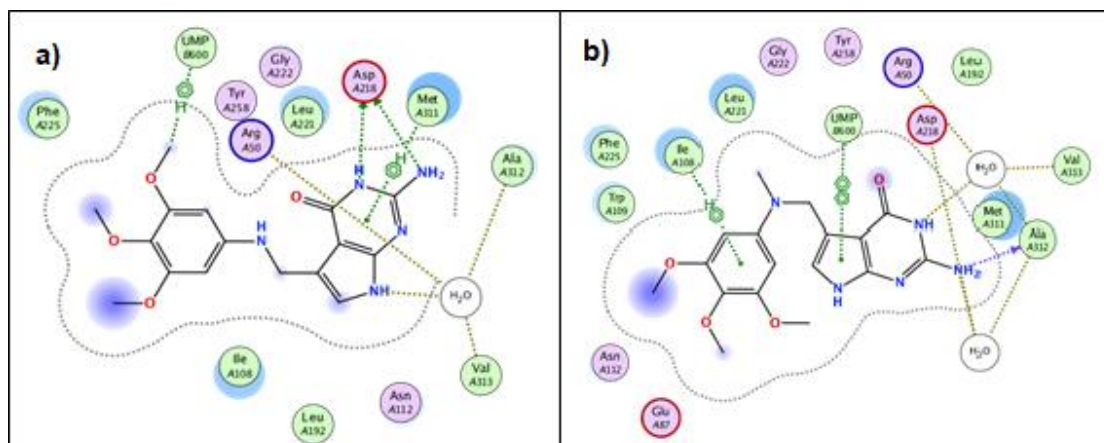 a)
UMP
B600
Gly
A222
Asp
A218
Tyr
A258
Leu
A221
Met
A311
Phe
A225
Arg
A50
H
H
Ala
A312
O
H
N
NH₂
O
O
N
H
N
O
NH
H₂O
Ile
A108
Val
A313
Asn
A112
Leu
A192
b)
Tyr
A258
Gly
A222
Arg
A50
Leu
A192
Leu
A221
UMP
B600
Asp
A218
Phe
A225
Ile
A108
H₂O
Val
A313
Trp
A109
H
N
O
Met
A311
Ala
A312
NH
O
N
H
N
NH₂
O
O
H₂O
Asn
A112
Glu
A87